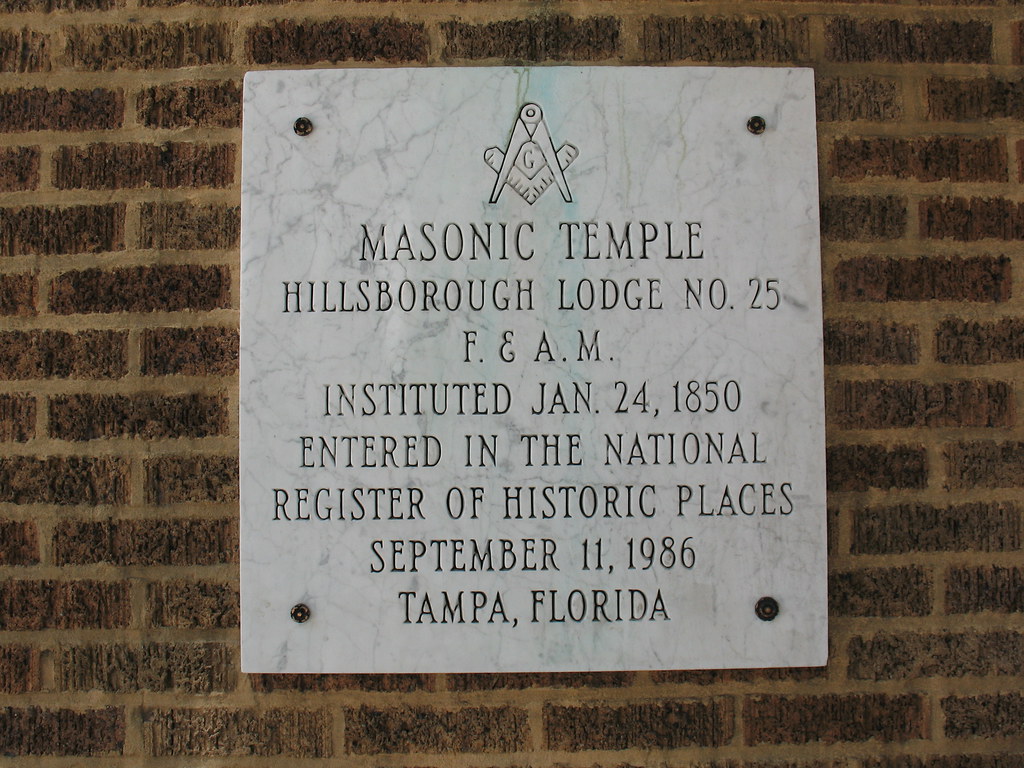 G
MASONIC TEMPLE
HILLSBOROUGH LODGE NO. 25
F. & A. M.
INSTITUTED JAN. 24, 1850
ENTERED IN THE NATIONAL
REGISTER OF HISTORIC PLACES
SEPTEMBER 11, 1986
TAMPA, FLORIDA